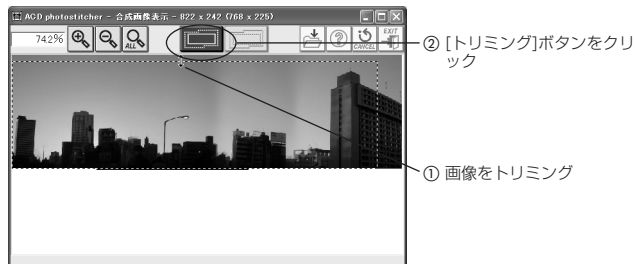 ACD photostitcher - 合成画像表示 - 822 x 242 (768 x 225)
74.2%
ALL
CANCEL
EXIT
② [トリミング]ボタンをクリ
ック
① 画像をトリミング